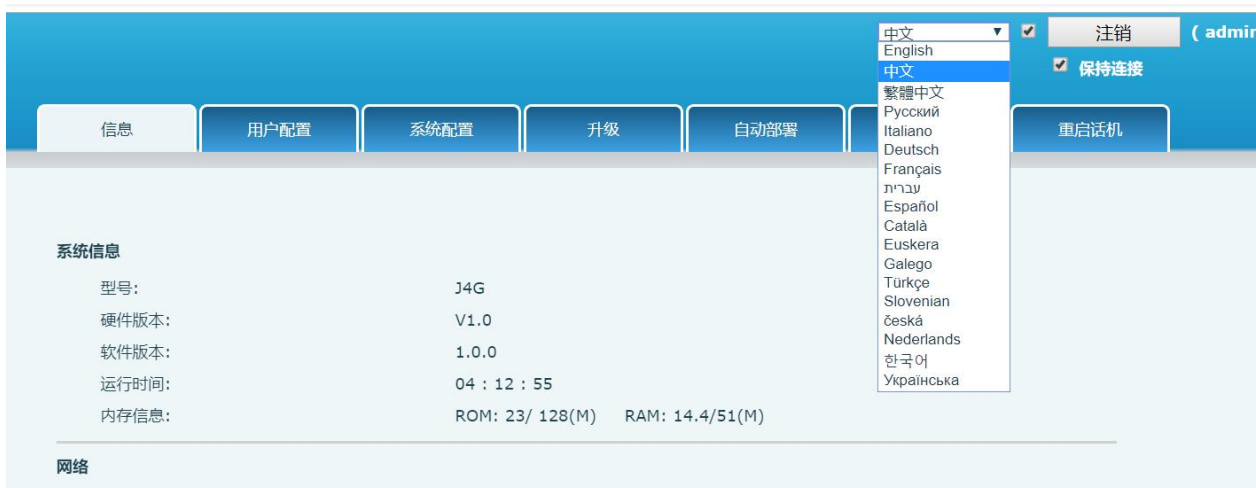 中文
注销
( admin
English
中文
保持连接
繁體中文
Русский
Italiano
Deutsch
Français
עברית
Español
Català
Euskera
Galego
Türkçe
Slovenian
česká
Nederlands
한국어
Українська
信息 用户配置 系统配置 升级 自动部署 重启话机
系统信息
型号: J4G
硬件版本: V1.0
软件版本: 1.0.0
运行时间: 04 : 12 : 55
内存信息: ROM: 23/ 128(M) RAM: 14.4/51(M)
网络